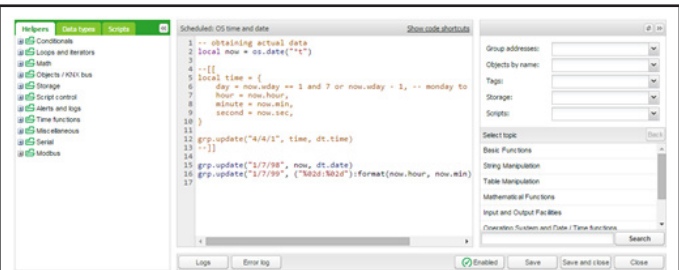 Helpers
Data types
Scripts
Conditionals
Loops and iterators
Math
Objects / KNX bus
Storage
Script control
Alerts and logs
Time functions
Miscellaneous
Serial
Modbus
Scheduled: OS time and date
Show code shortcuts
1 -- obtaining actual data
2 local now = os.date("*t")
3
4 --[[
5 local time = {
6 day = now.wday == 1 and 7 or now.wday - 1, -- monday to
7 hour = now.hour,
8 minute = now.min,
9 second = now.sec,
10 }
11
12 grp.update("4/4/1", time, dt.time)
13 --]]
14
15 grp.update("1/7/98", now, dt.date)
16 grp.update("1/7/99", ("%02d:%02d"):format(now.hour, now.min)
17
Logs
Error log
Enabled
Save
Save and close
Close
Group addresses:
Objects by name:
Tags:
Storage:
Scripts:
Select topic
Back
Basic Functions
String Manipulation
Table Manipulation
Mathematical Functions
Input and Output Facilities
Operating System and Date / Time functions
Search